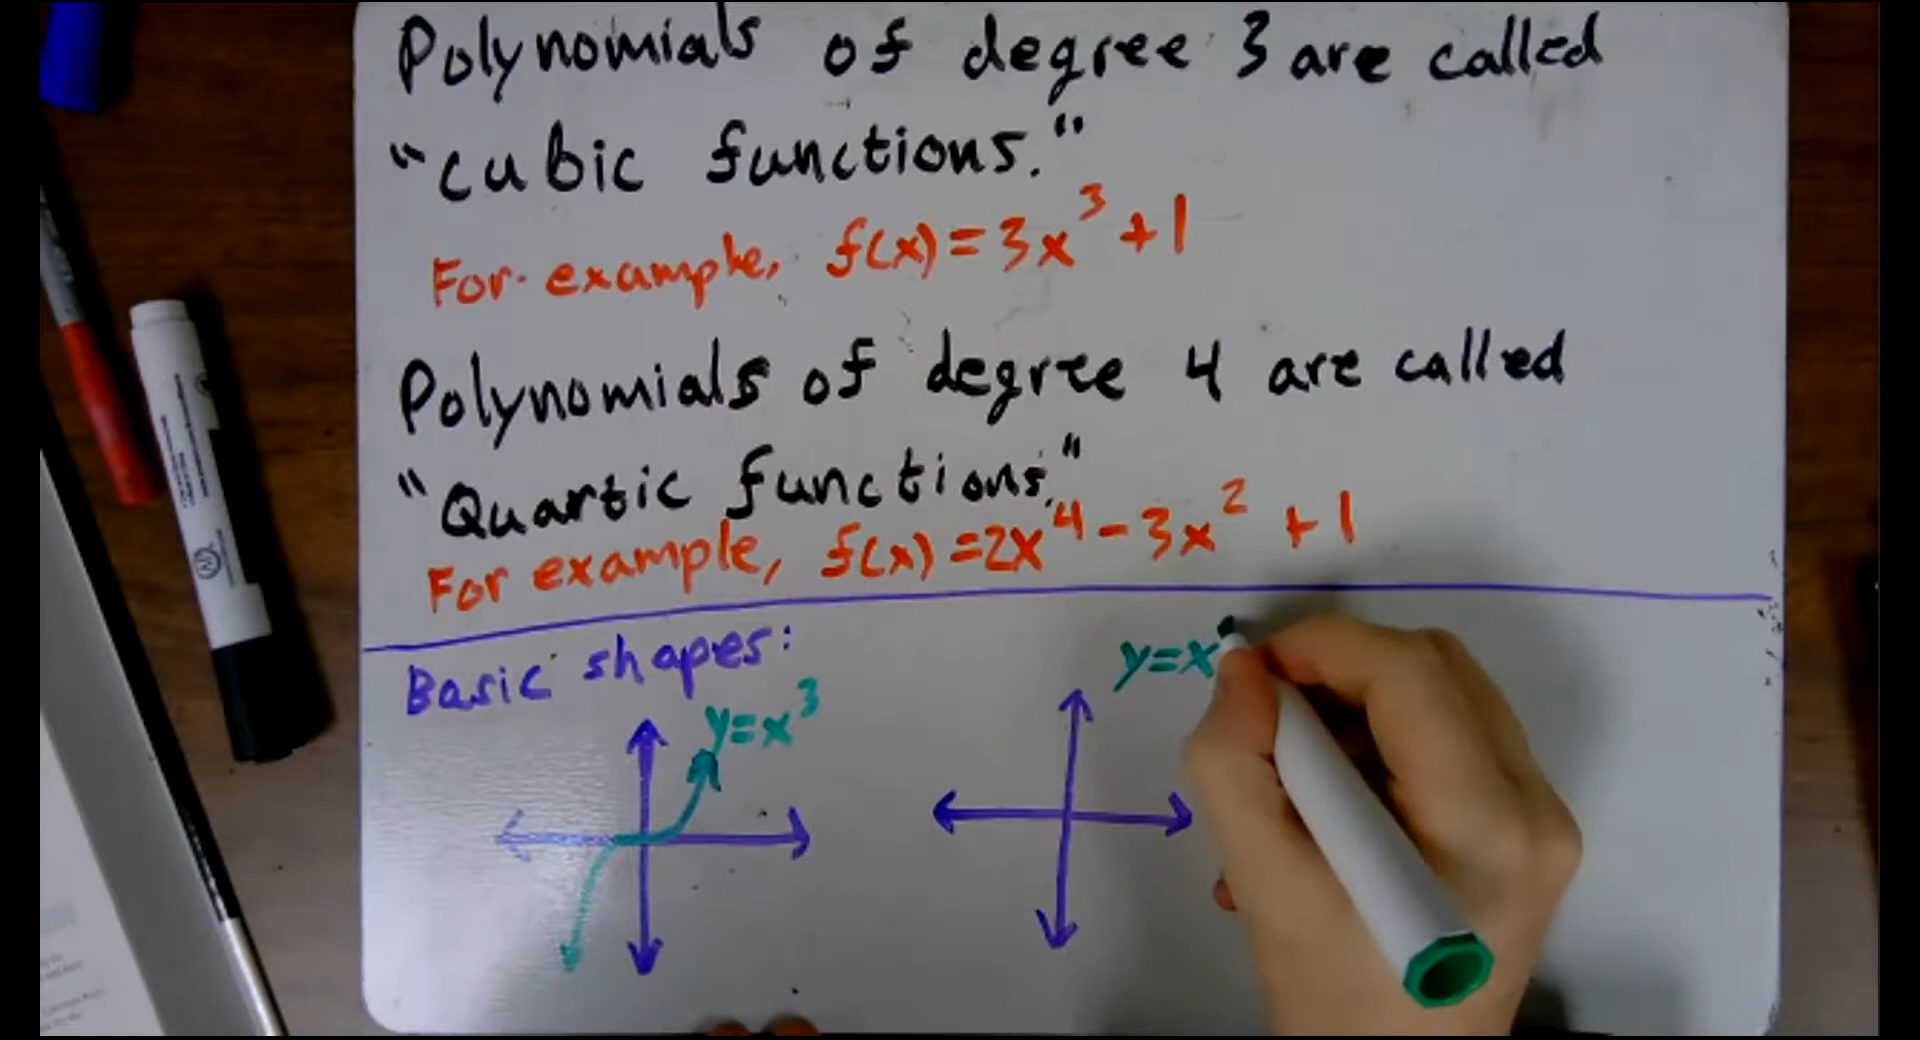 Polynomials of degree 3 are called
"cubic functions."
For example, f(x) = 3x³ + 1
Polynomials of degree 4 are called
"Quartic functions."
For example, f(x) = 2x⁴ - 3x² + 1
Basic shapes:
y=x³
y=x